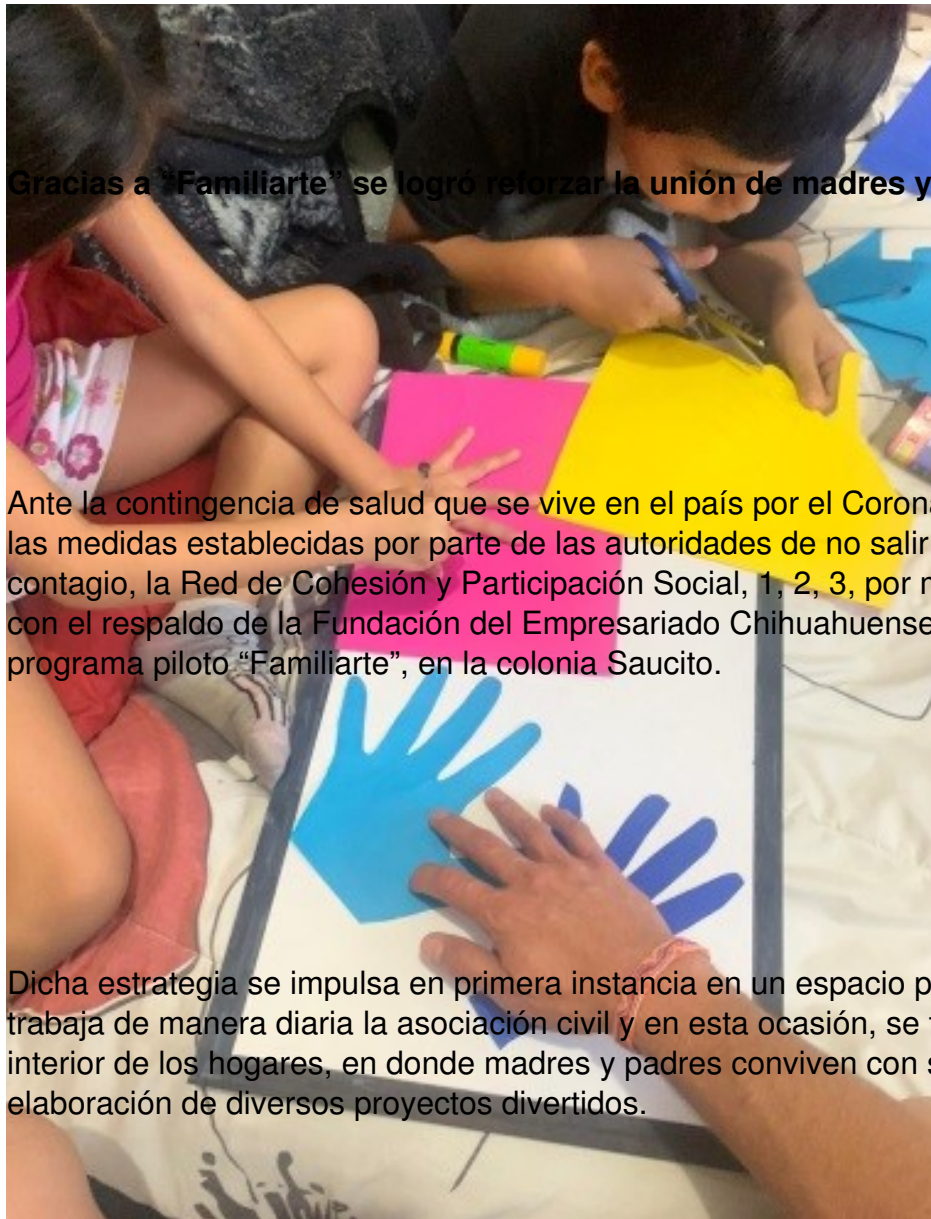 Gracias a “Familiarte” se logró reforzar la unión de madres y
Ante la contingencia de salud que se vive en el país por el Corona
las medidas establecidas por parte de las autoridades de no salir
contagio, la Red de Cohesión y Participación Social, 1, 2, 3, por
con el respaldo de la Fundación del Empresariado Chihuahuense
programa piloto “Familiarte”, en la colonia Saucito.
Dicha estrategia se impulsa en primera instancia en un espacio
trabaja de manera diaria la asociación civil y en esta ocasión, se
interior de los hogares, en donde madres y padres conviven con
elaboración de diversos proyectos divertidos.